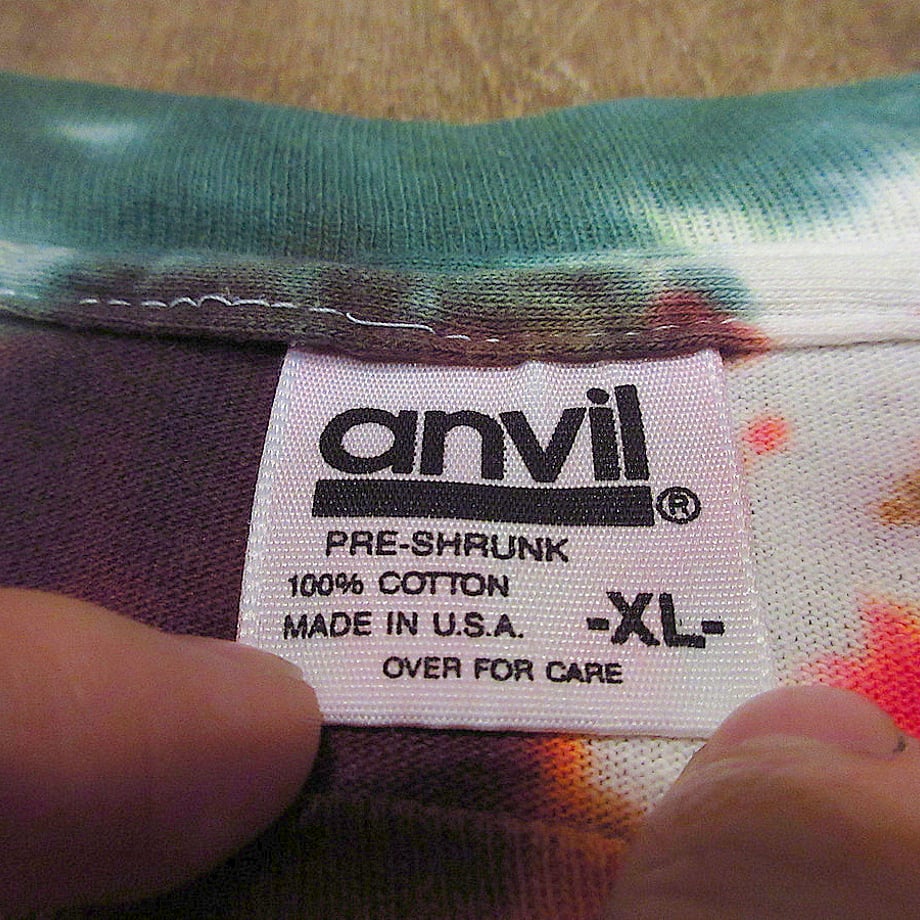 anvil ®
PRE-SHRUNK
100% COTTON
MADE IN U.S.A. -XL-
OVER FOR CARE